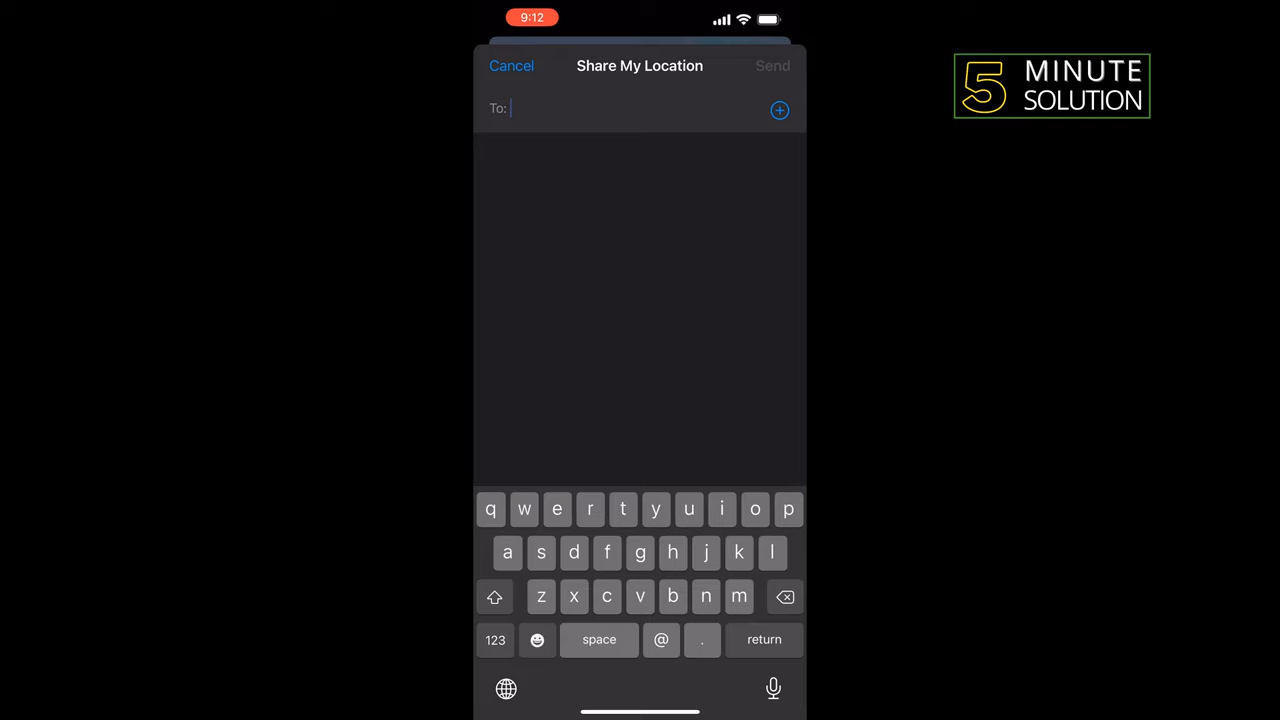 9:12
5 MINUTE
SOLUTION
Cancel Share My Location Send
To:
q w e r t y u i o p
a s d f g h j k l
z x c v b n m
123 space @ . return